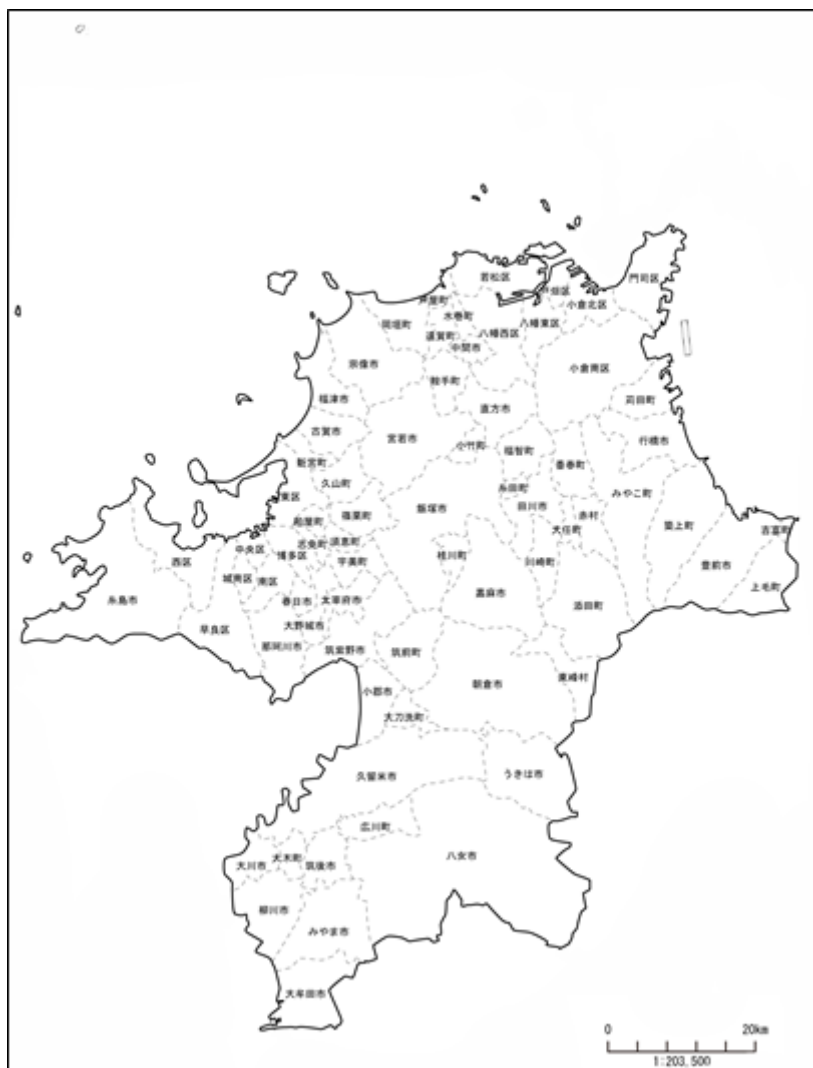 若松区
門司区
芦屋町
戸畑区
小倉北区
水巻町
岡垣町
遠賀町
八幡西区
八幡東区
中間市
宗像市
小倉南区
鞍手町
福津市
直方市
苅田町
古賀市
宮若市
小竹町
行橋市
福智町
新宮町
香春町
久山町
糸田町
みやこ町
東区
飯塚市
田川市
赤村
粕屋町
篠栗町
大任町
築上町
吉富町
志免町
須恵町
中央区
博多区
宇美町
桂川町
川崎町
豊前市
西区
城南区
南区
嘉麻市
上毛町
糸島市
春日市
太宰府市
添田町
早良区
大野城市
那珂川市
筑紫野市
筑前町
東峰村
小郡市
朝倉市
大刀洗町
久留米市
うきは市
広川町
大川市
大木町
筑後市
八女市
柳川市
みやま市
大牟田市
0
20km
1:203,500